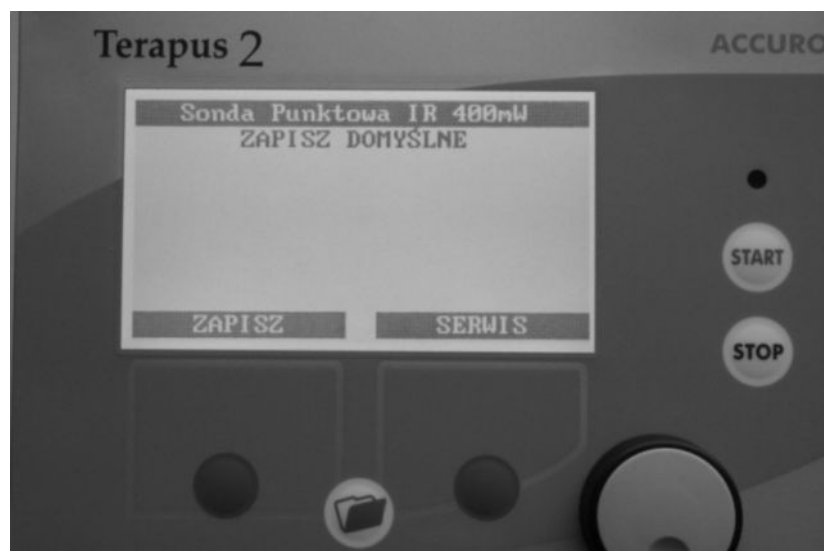 Terapus 2
ACCURO
Sonda Punktowa IR 400mW
ZAPISZ DOMYŚLNE
ZAPISZ
SERWIS
START
STOP